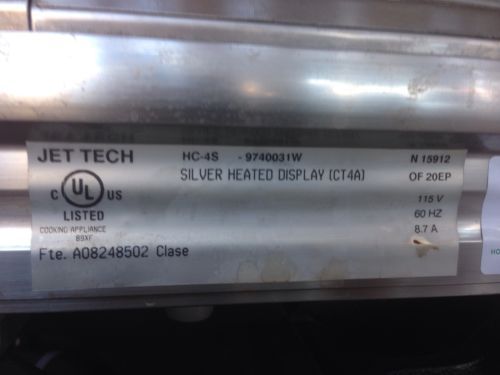 JET TECH HC-4S - 9740031W N 15912
SILVER HEATED DISPLAY (CT4A) OF 20EP
C UL US
LISTED
115 V
60 HZ
8.7 A
COOKING APPLIANCE
89XF
Fte. A08248502 Clase
HO